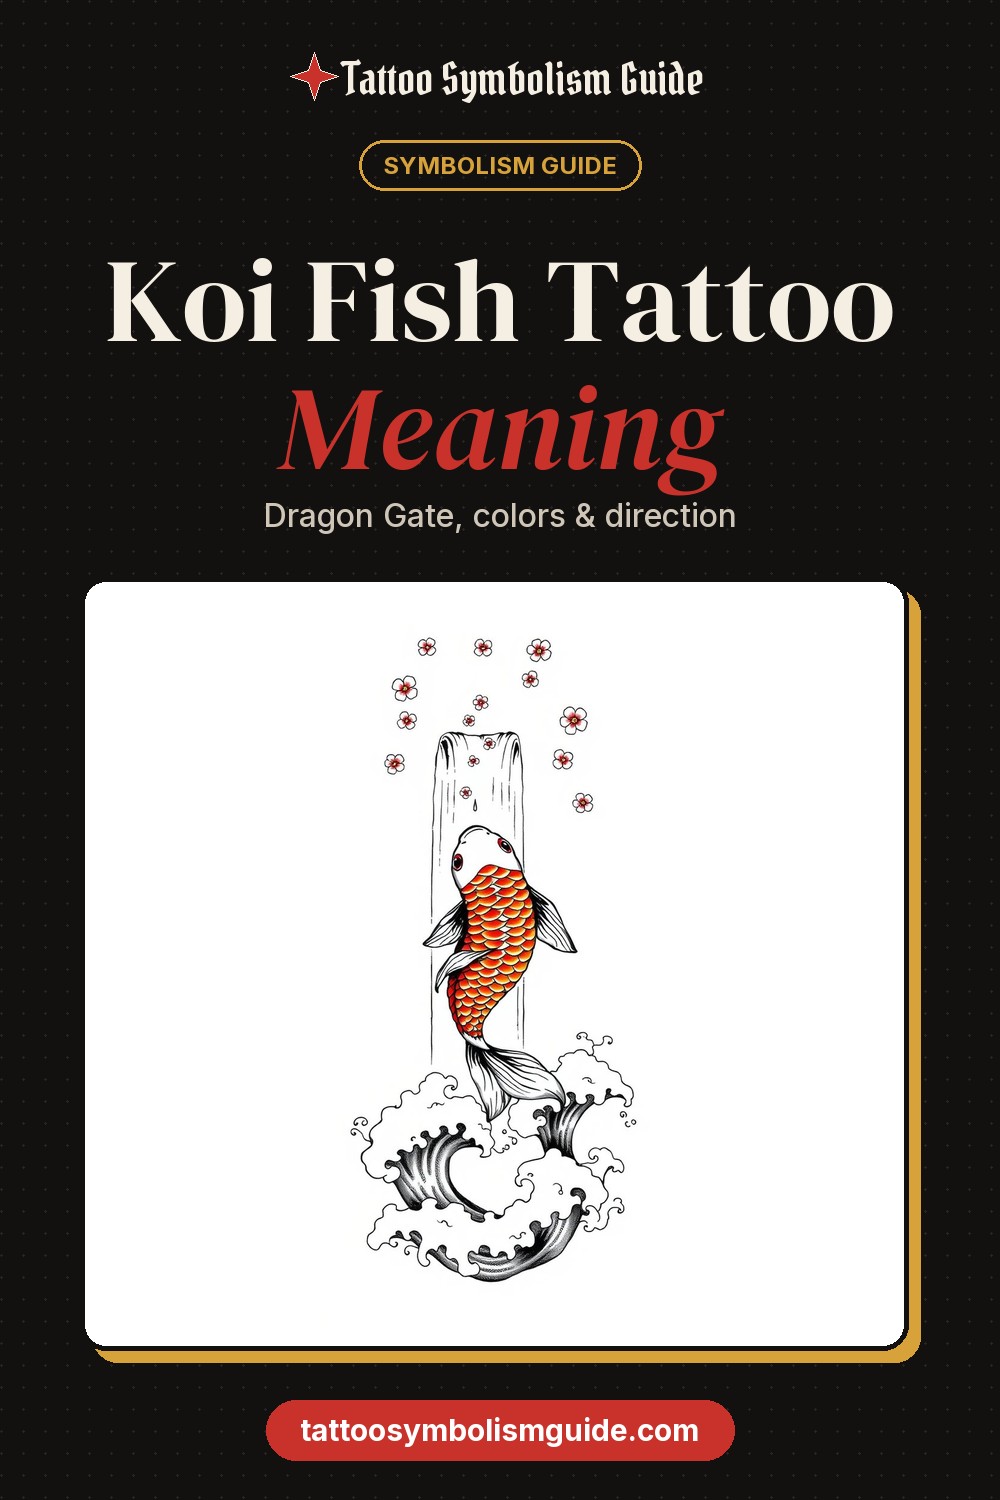 Tattoo Symbolism Guide
SYMBOLISM GUIDE
Koi Fish Tattoo
Meaning
Dragon Gate, colors & direction
tattoosymbolismguide.com